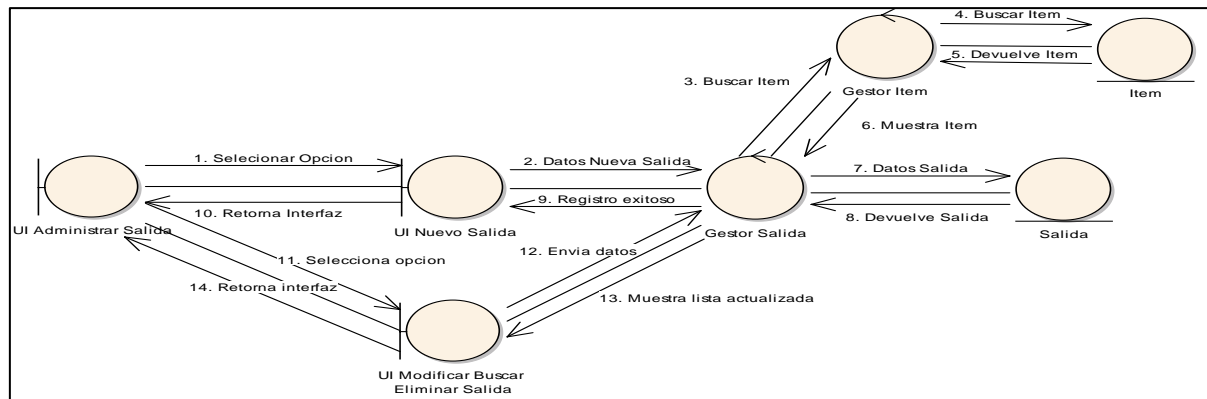 4. Buscar Item
5. Devuelve Item
3. Buscar Item
Gestor Item
Item
6. Muestra Item
1. Selecionar Opcion
2. Datos Nueva Salida
7. Datos Salida
9. Registro exitoso
10. Retorna Interfaz
8. Devuelve Salida
UI Administrar Salida
UI Nuevo Salida
Gestor Salida
Salida
12. Envia datos
11. Selecciona opcion
14. Retorna interfaz
13. Muestra lista actualizada
UI Modificar Buscar
Eliminar Salida